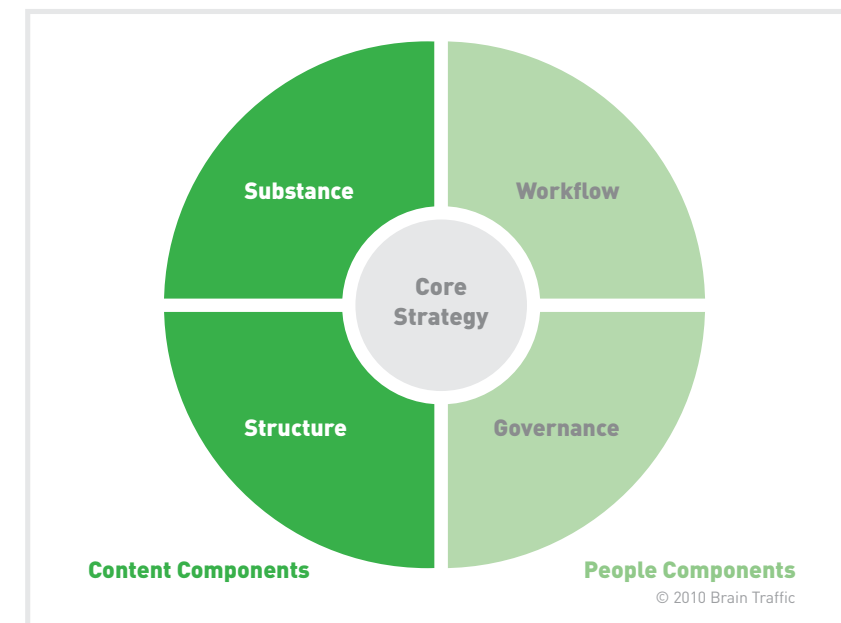 Substance
Workflow
Core
Strategy
Structure
Governance
Content Components
People Components
© 2010 Brain Traffic